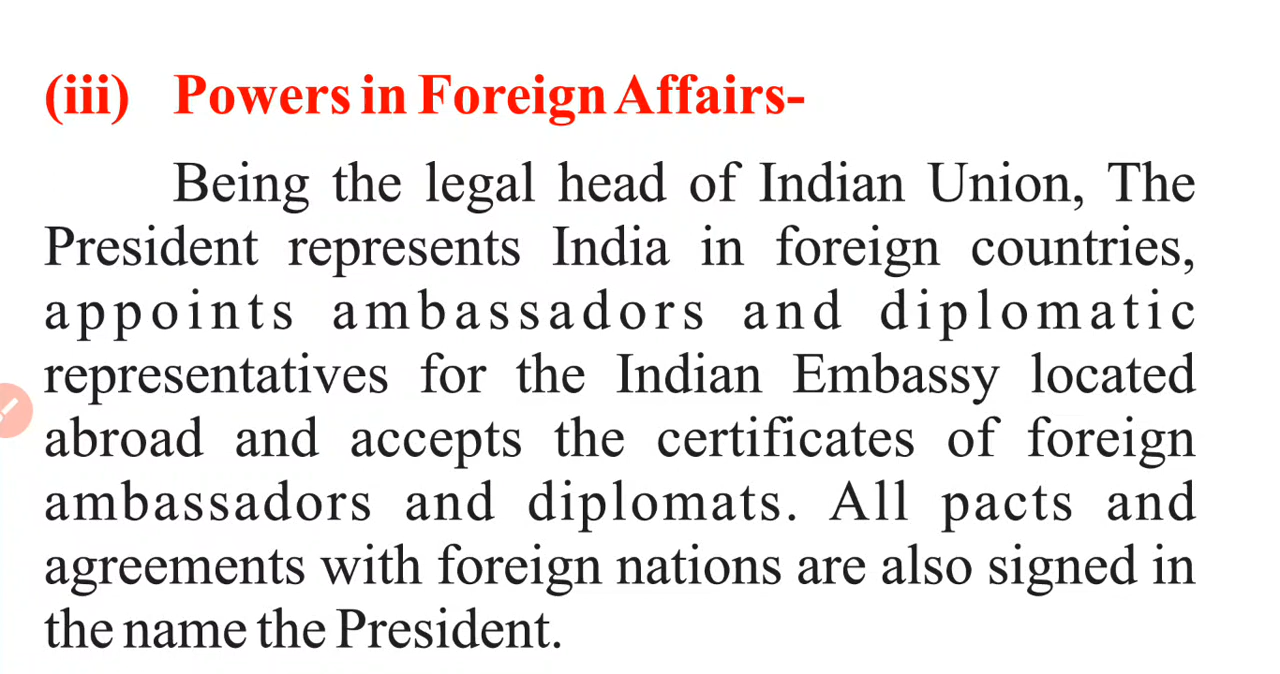 (iii) Powers in Foreign Affairs-
Being the legal head of Indian Union, The
President represents India in foreign countries,
appoints ambassadors and diplomatic
representatives for the Indian Embassy located
abroad and accepts the certificates of foreign
ambassadors and diplomats. All pacts and
agreements with foreign nations are also signed in
the name the President.